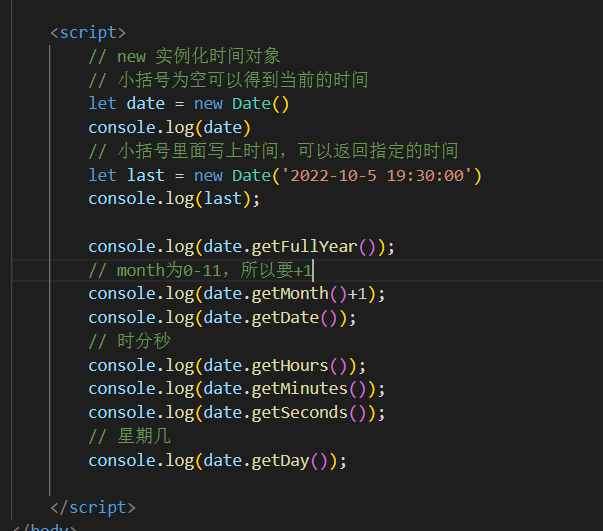 <script>
// new 实例化时间对象
// 小括号为空可以得到当前的时间
let date = new Date()
console.log(date)
// 小括号里面写上时间，可以返回指定的时间
let last = new Date('2022-10-5 19:30:00')
console.log(last);
console.log(date.getFullYear());
// month为0-11，所以要+1
console.log(date.getMonth()+1);
console.log(date.getDate());
// 时分秒
console.log(date.getHours());
console.log(date.getMinutes());
console.log(date.getSeconds());
// 星期几
console.log(date.getDay());
</script>
</body>